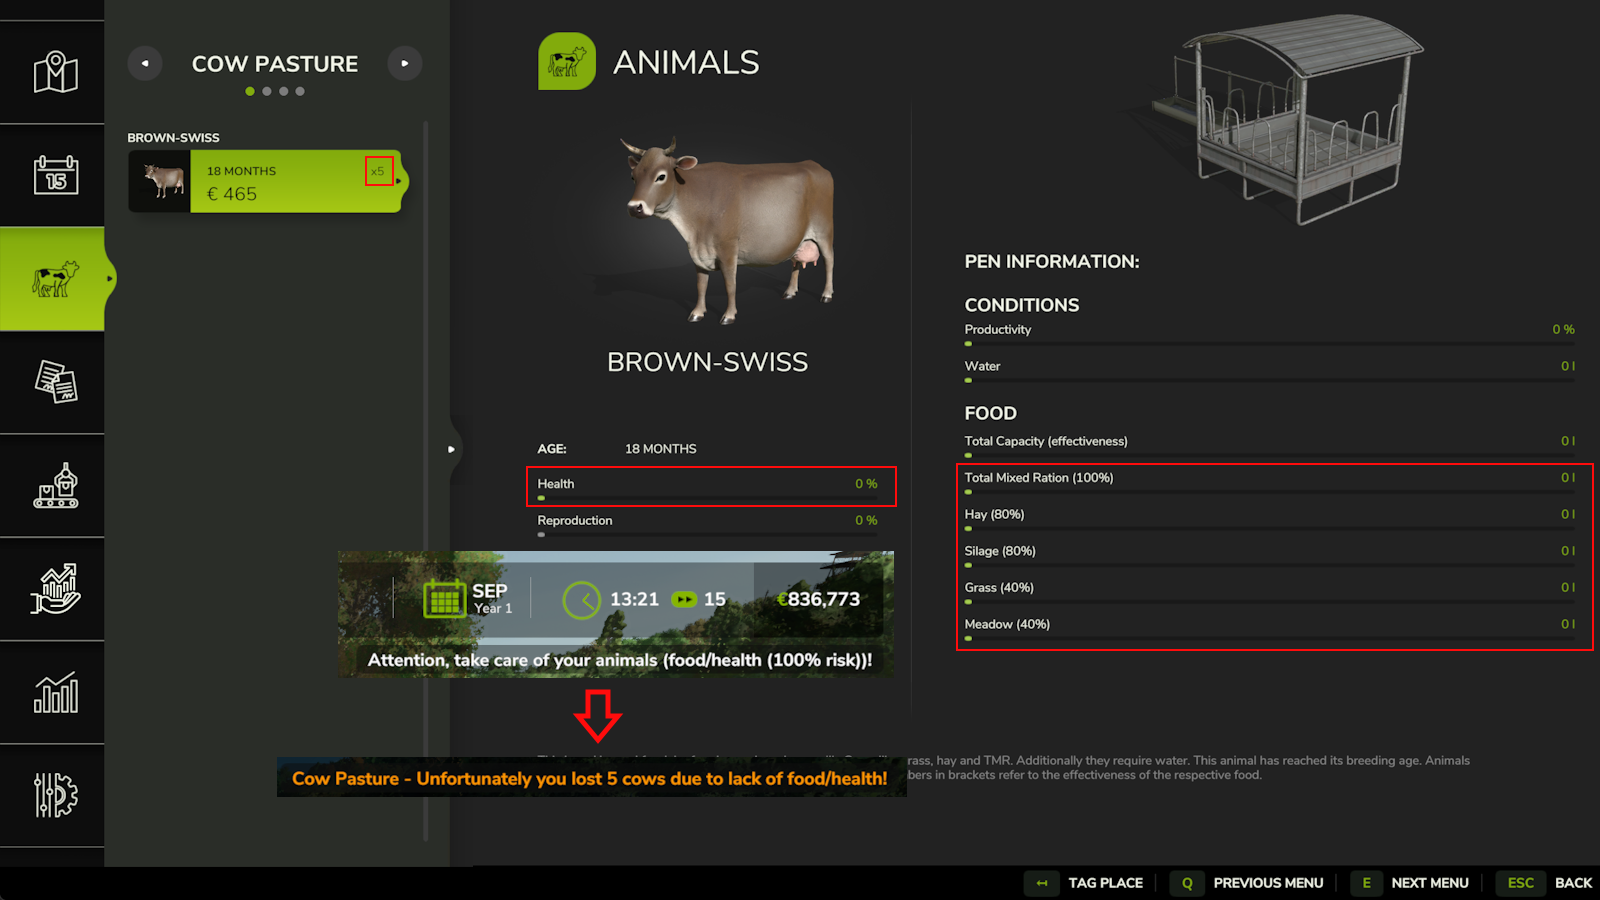 COW PASTURE
BROWN-SWISS
18 MONTHS
x5
€ 465
15
ANIMALS
BROWN-SWISS
AGE: 18 MONTHS
Health 0 %
Reproduction 0 %
PEN INFORMATION:
CONDITIONS
Productivity 0 %
Water 0 l
FOOD
Total Capacity (effectiveness) 0 l
Total Mixed Ration (100%) 0 l
Hay (80%) 0 l
Silage (80%) 0 l
Grass (40%) 0 l
Meadow (40%) 0 l
SEP
Year 1
13:21
15
€836,773
Attention, take care of your animals (food/health (100% risk))!
rass, hay and TMR. Additionally they require water. This animal has reached its breeding age. Animals
Cow Pasture - Unfortunately you lost 5 cows due to lack of food/health!
bers in brackets refer to the effectiveness of the respective food.
TAG PLACE
Q PREVIOUS MENU
E NEXT MENU
ESC BACK